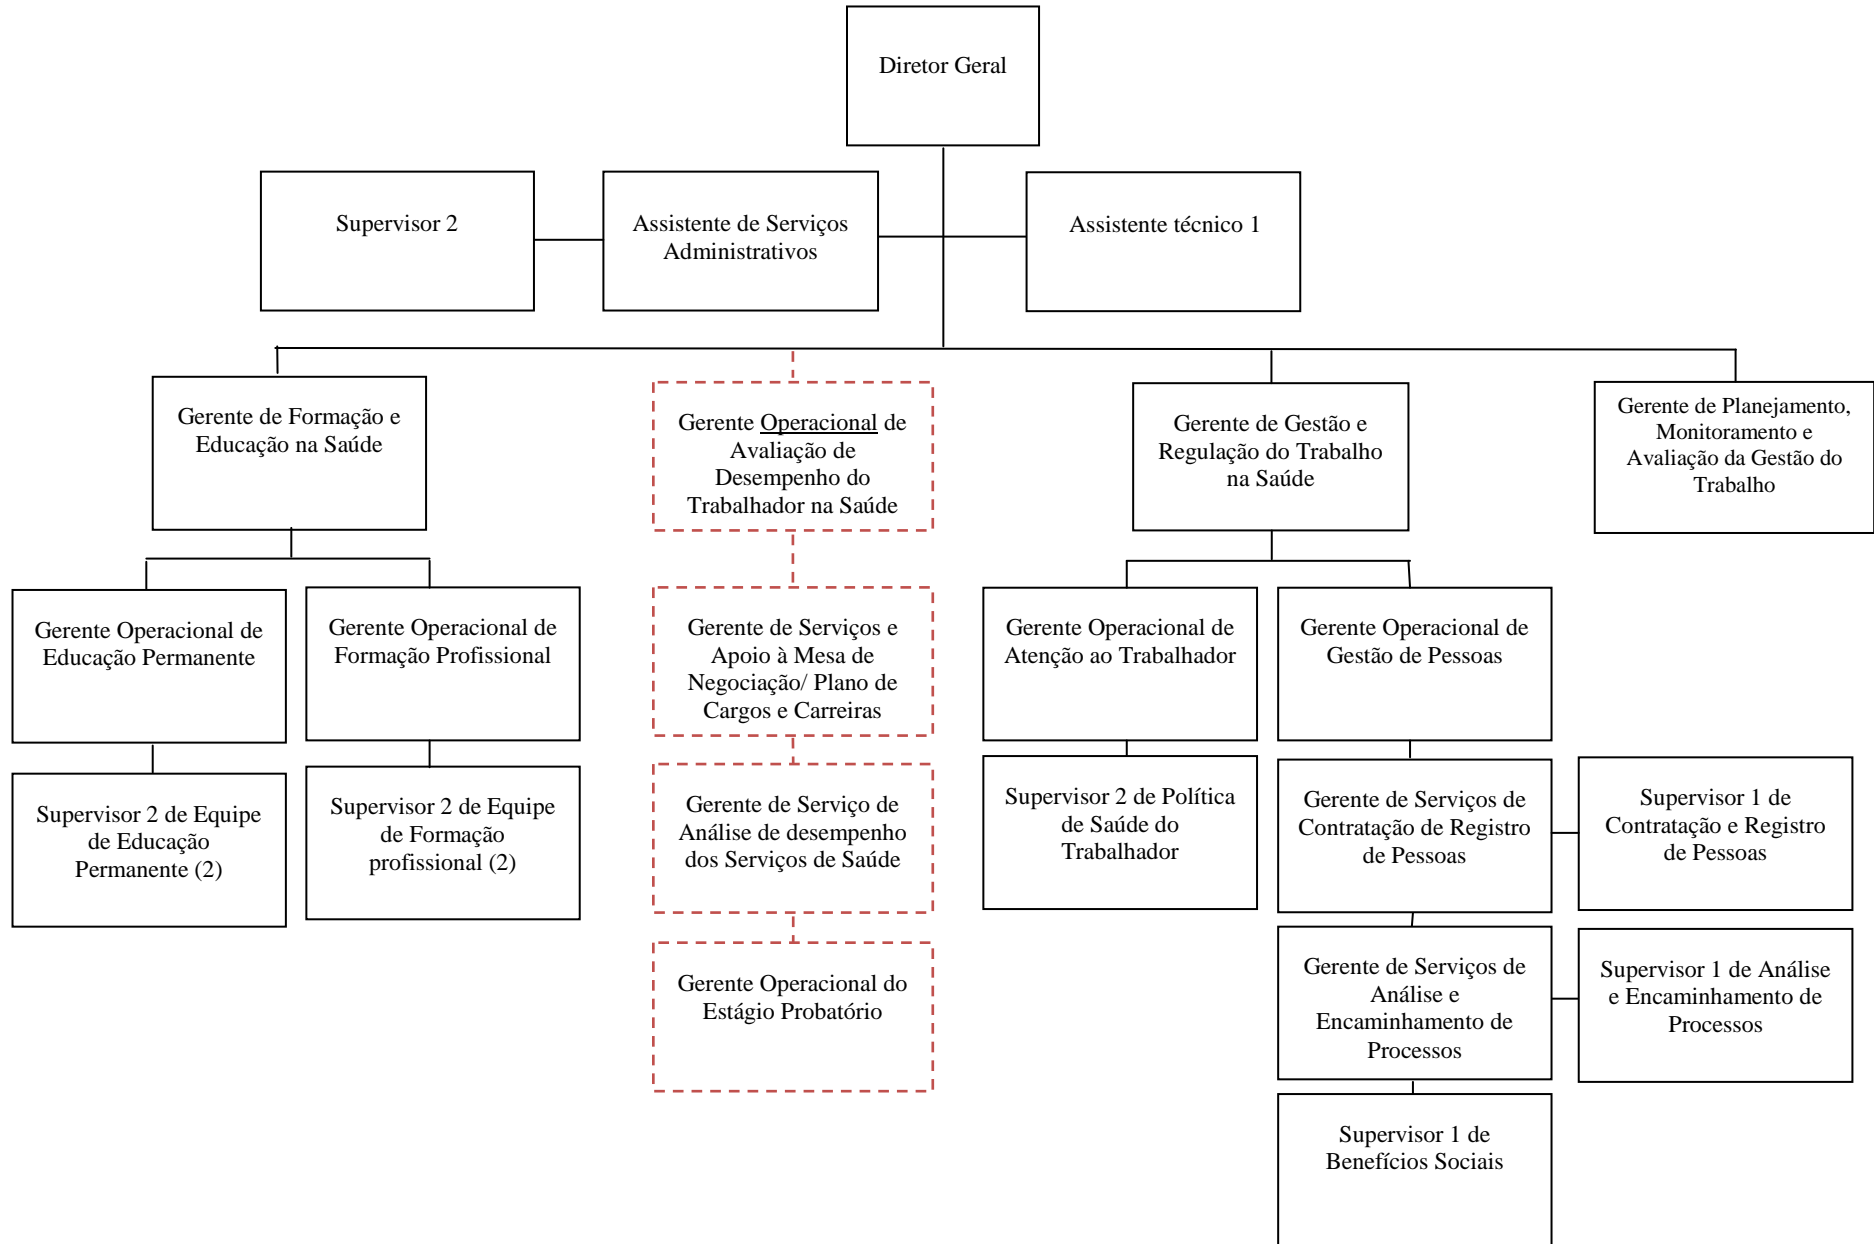 Diretor Geral
Supervisor 2
Assistente de Serviços
Administrativos
Assistente técnico 1
Gerente de Formação e
Educação na Saúde
Gerente Operacional de
Avaliação de
Desempenho do
Trabalhador na Saúde
Gerente de Gestão e
Regulação do Trabalho
na Saúde
Gerente de Planejamento,
Monitoramento e
Avaliação da Gestão do
Trabalho
Gerente Operacional de
Educação Permanente
Gerente Operacional de
Formação Profissional
Gerente de Serviços e
Apoio à Mesa de
Negociação/ Plano de
Cargos e Carreiras
Gerente Operacional de
Atenção ao Trabalhador
Gerente Operacional de
Gestão de Pessoas
Supervisor 2 de Equipe
de Educação
Permanente (2)
Supervisor 2 de Equipe
de Formação
profissional (2)
Gerente de Serviço de
Análise de desempenho
dos Serviços de Saúde
Supervisor 2 de Política
de Saúde do
Trabalhador
Gerente de Serviços de
Contratação de Registro
de Pessoas
Supervisor 1 de
Contratação e Registro
de Pessoas
Gerente Operacional do
Estágio Probatório
Gerente de Serviços de
Análise e
Encaminhamento de
Processos
Supervisor 1 de Análise
e Encaminhamento de
Processos
Supervisor 1 de
Benefícios Sociais